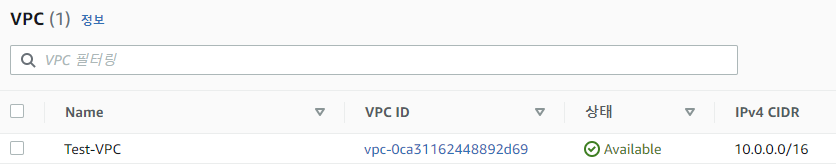 VPC (1) 정보
VPC 필터링
Name VPC ID 상태 IPv4 CIDR
Test-VPC vpc-0ca31162448892d69 Available 10.0.0.0/16